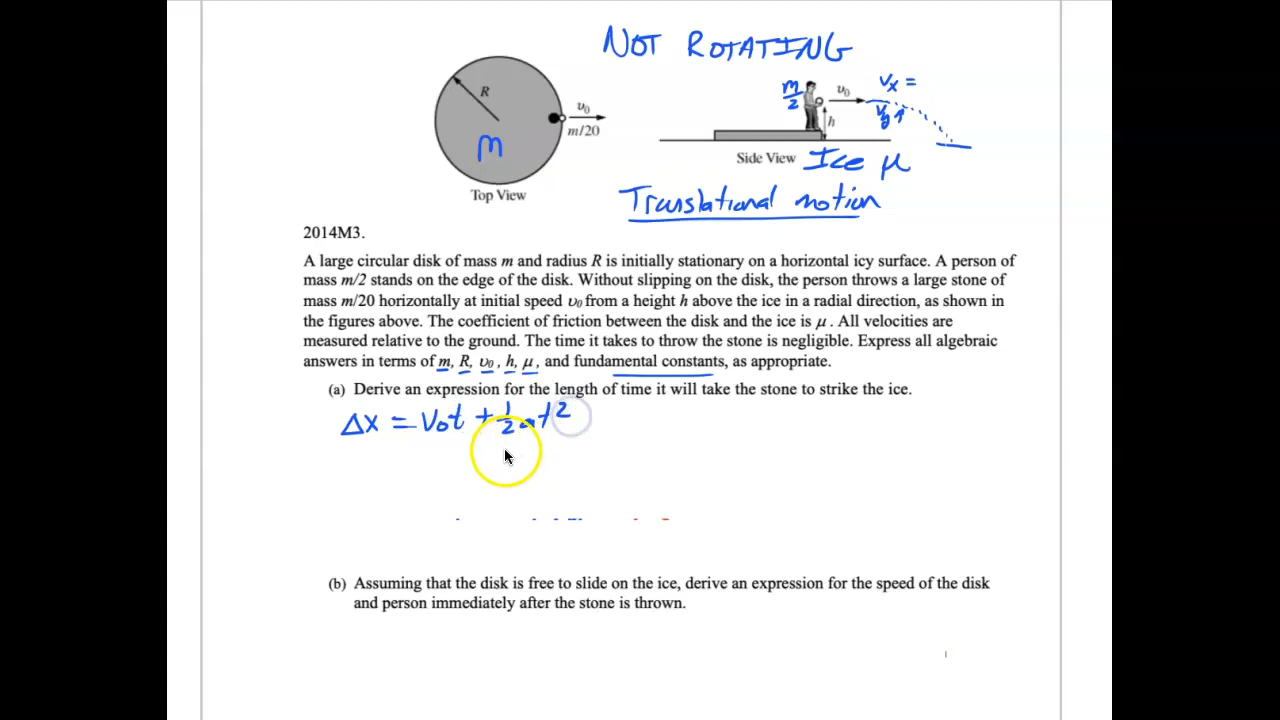 NOT ROTATING
R
m
v₀
m/20
Top View
m/2
v₀
vx =
vy
h
Side View
Ice μ
Translational motion
2014M3.
A large circular disk of mass m and radius R is initially stationary on a horizontal icy surface. A person of
mass m/2 stands on the edge of the disk. Without slipping on the disk, the person throws a large stone of
mass m/20 horizontally at initial speed υ₀ from a height h above the ice in a radial direction, as shown in
the figures above. The coefficient of friction between the disk and the ice is μ . All velocities are
measured relative to the ground. The time it takes to throw the stone is negligible. Express all algebraic
answers in terms of m, R, υ₀ , h, μ, and fundamental constants, as appropriate.
(a) Derive an expression for the length of time it will take the stone to strike the ice.
Δx = v₀t + 1/2 at²
(b) Assuming that the disk is free to slide on the ice, derive an expression for the speed of the disk
and person immediately after the stone is thrown.